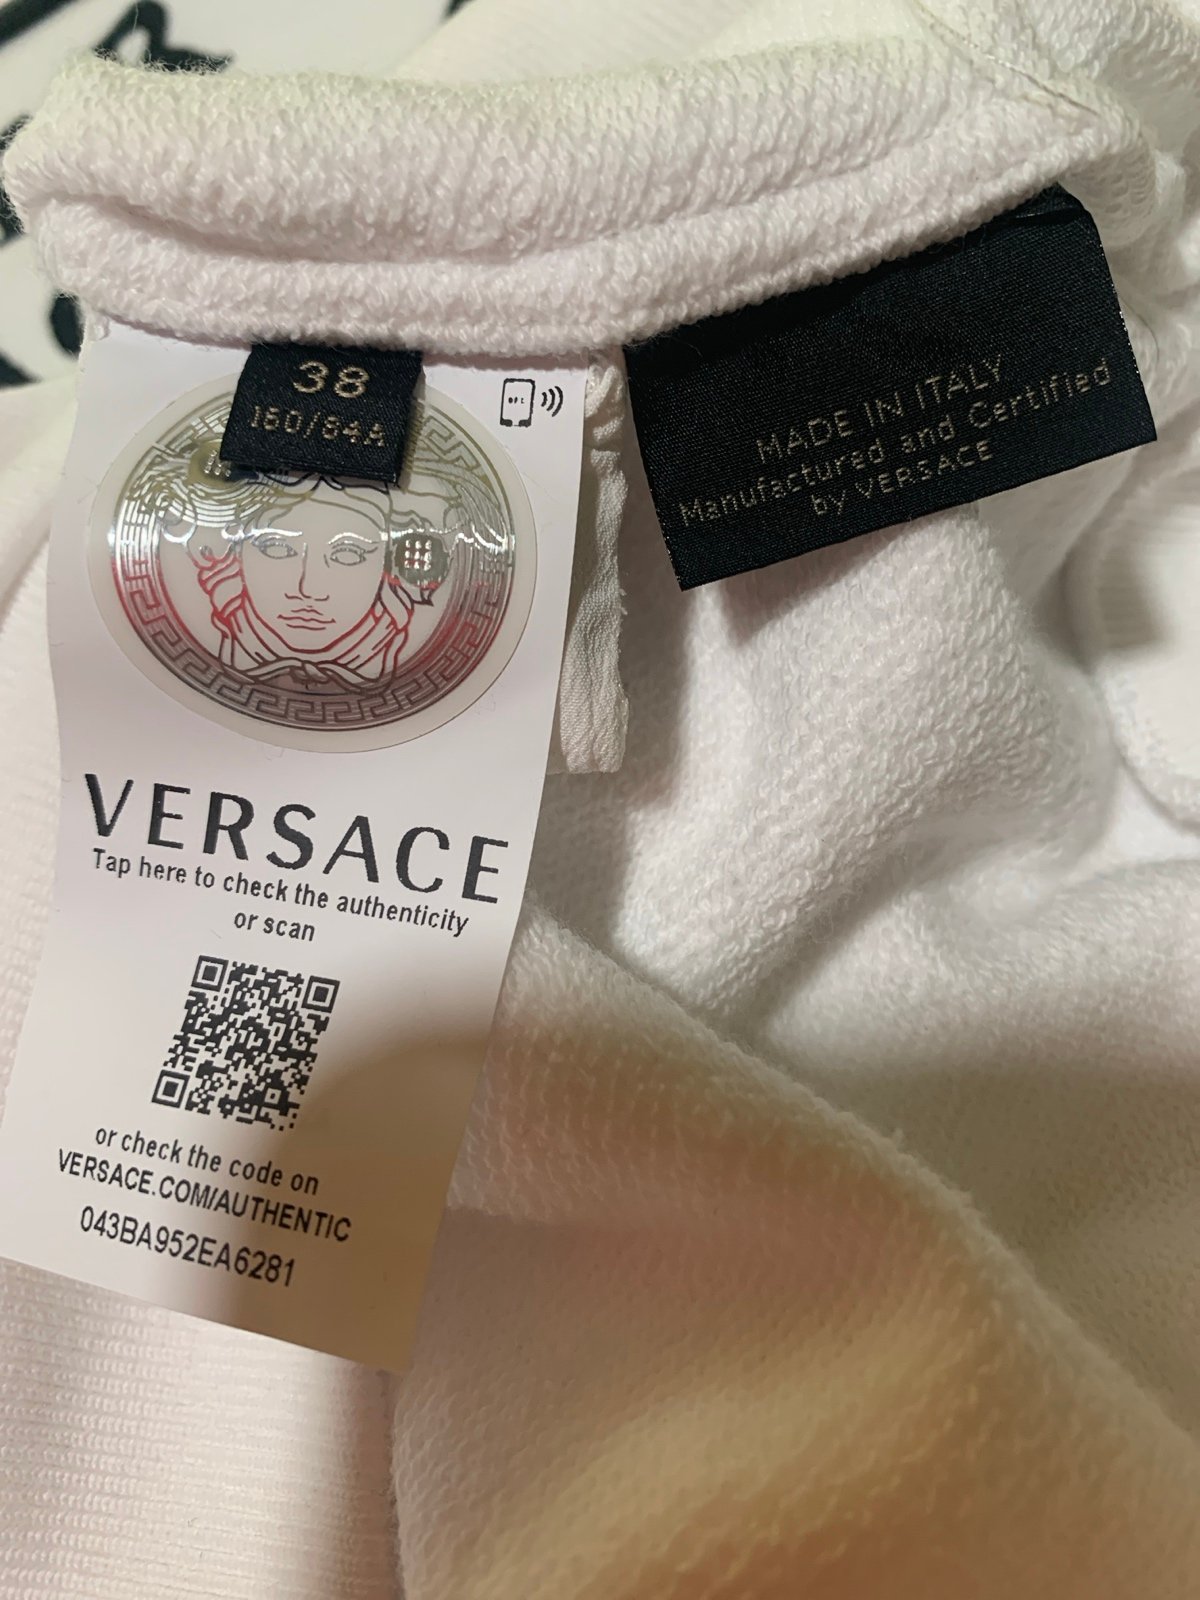 38
160/84A
MADE IN ITALY
Manufactured and Certified
by VERSACE
VERSACE
Tap here to check the authenticity
or scan
or check the code on
VERSACE.COM/AUTHENTIC
043BA952EA6281